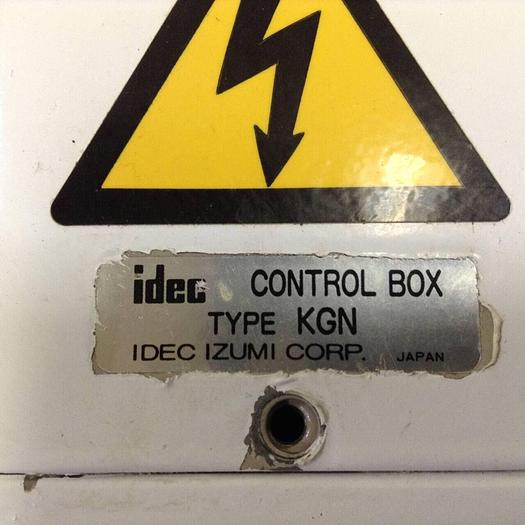 idec CONTROL BOX
TYPE KGN
IDEC IZUMI CORP. JAPAN